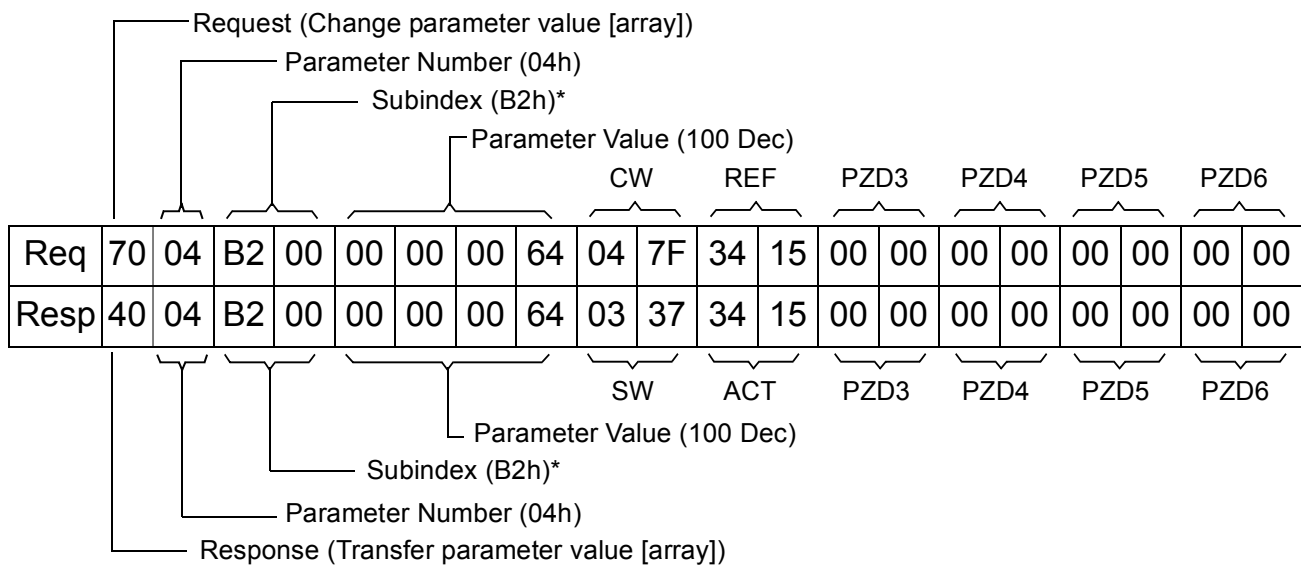 Request (Change parameter value [array])
Parameter Number (04h)
Subindex (B2h)*
Parameter Value (100 Dec)
CW REF PZD3 PZD4 PZD5 PZD6
Req 70 04 B2 00 00 00 00 64 04 7F 34 15 00 00 00 00 00 00 00 00
Resp 40 04 B2 00 00 00 00 64 03 37 34 15 00 00 00 00 00 00 00 00
SW ACT PZD3 PZD4 PZD5 PZD6
Parameter Value (100 Dec)
Subindex (B2h)*
Parameter Number (04h)
Response (Transfer parameter value [array])